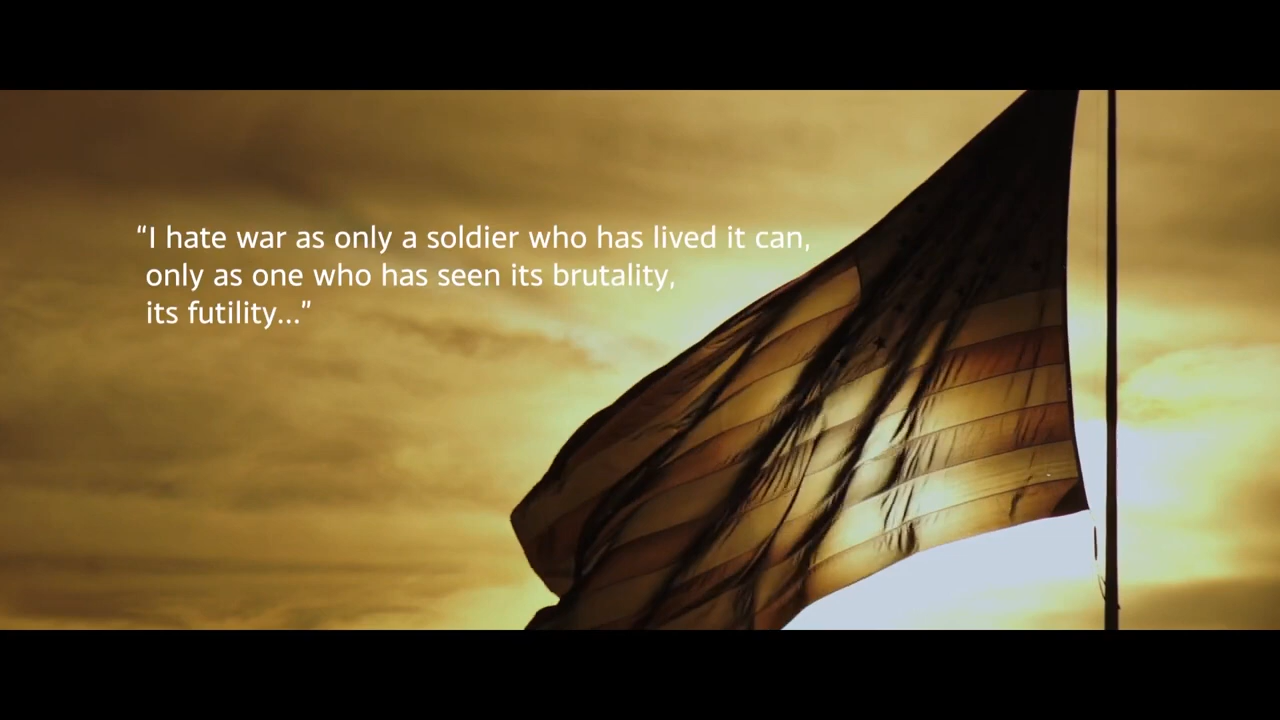 “I hate war as only a soldier who has lived it can,
only as one who has seen its brutality,
its futility...”